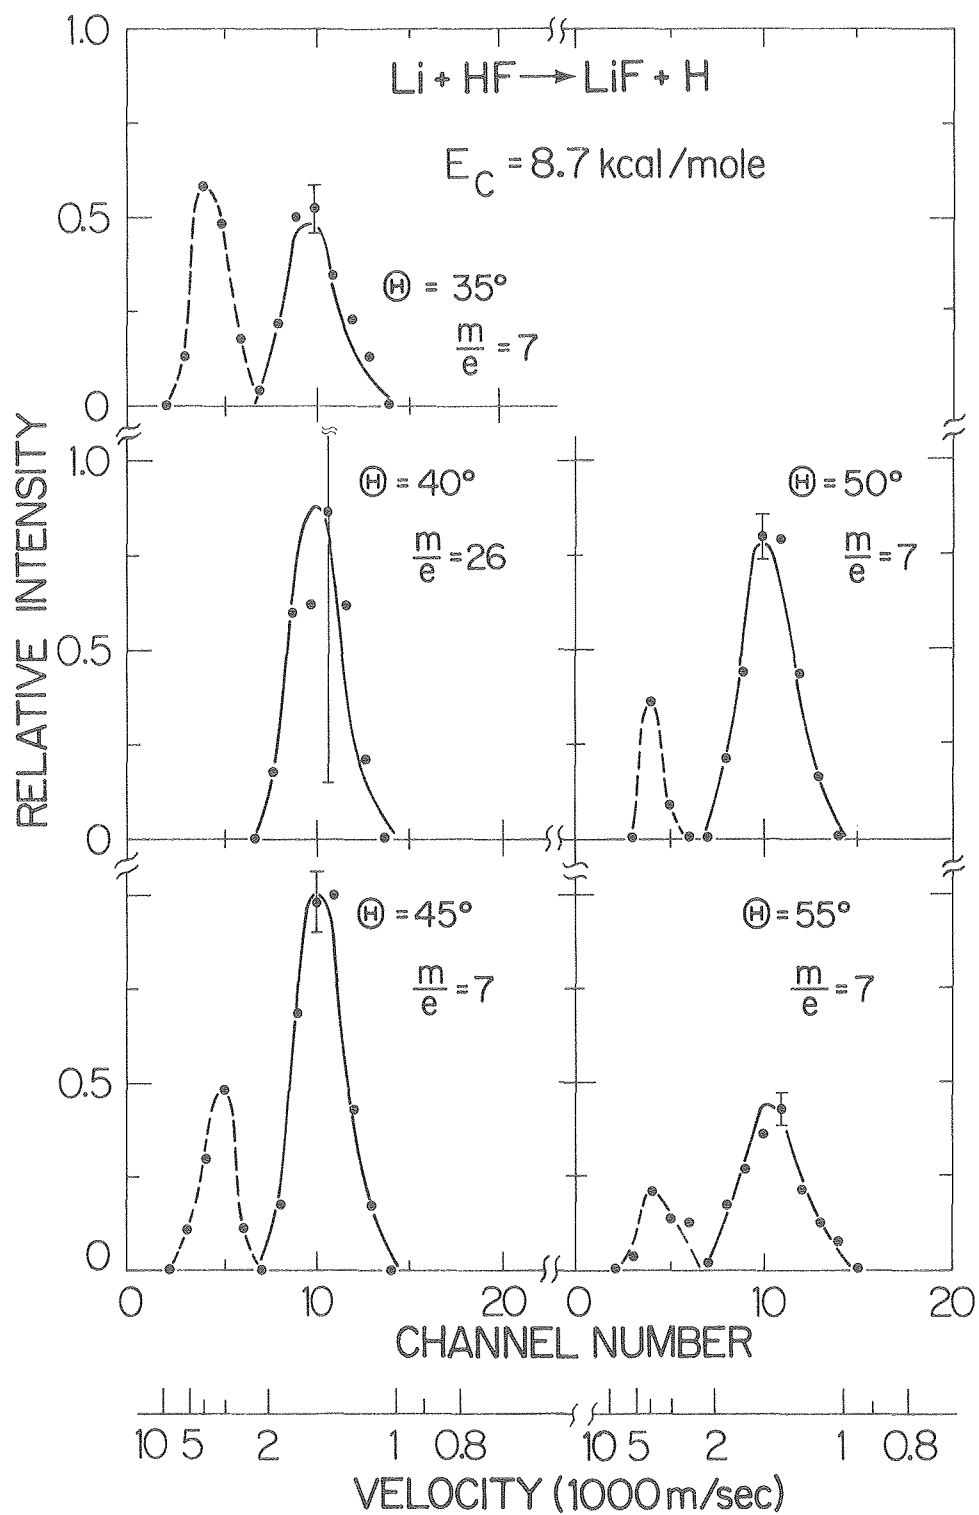 1.0
Li + HF → LiF + H
E_C = 8.7 kcal/mole
0.5
Ⓗ = 35°
m/e = 7
0
RELATIVE INTENSITY
1.0
Ⓗ = 40°
m/e = 26
Ⓗ = 50°
m/e = 7
0.5
0
Ⓗ = 45°
m/e = 7
Ⓗ = 55°
m/e = 7
0.5
0
0 10 20 0 10 20
CHANNEL NUMBER
10 5 2 1 0.8 10 5 2 1 0.8
VELOCITY (1000 m/sec)